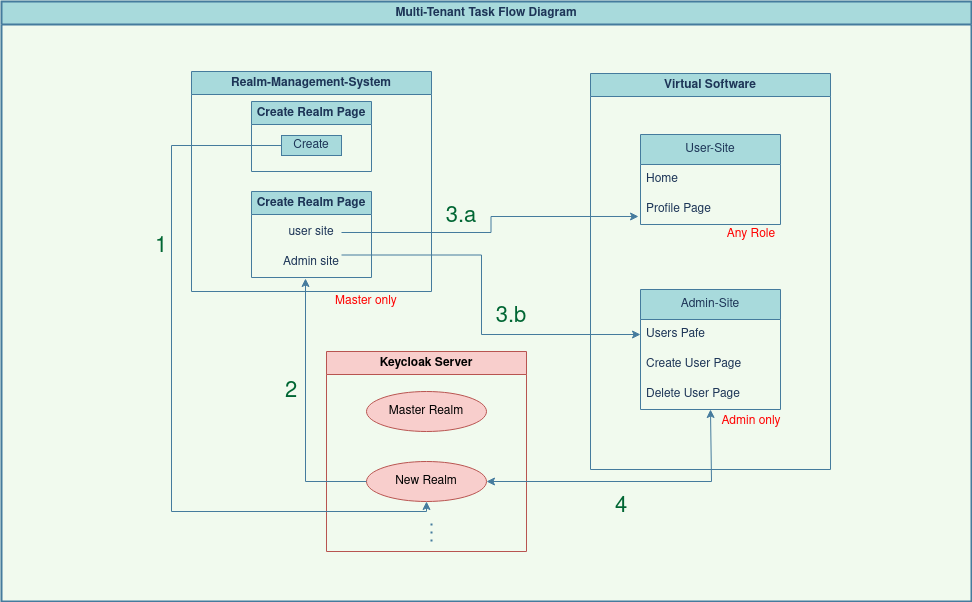 Multi-Tenant Task Flow Diagram
Realm-Management-System
Create Realm Page
Create
Create Realm Page
user site
Admin site
Master only
1
2
3.a
3.b
Keycloak Server
Master Realm
New Realm
4
Virtual Software
User-Site
Home
Profile Page
Any Role
Admin-Site
Users Pafe
Create User Page
Delete User Page
Admin only